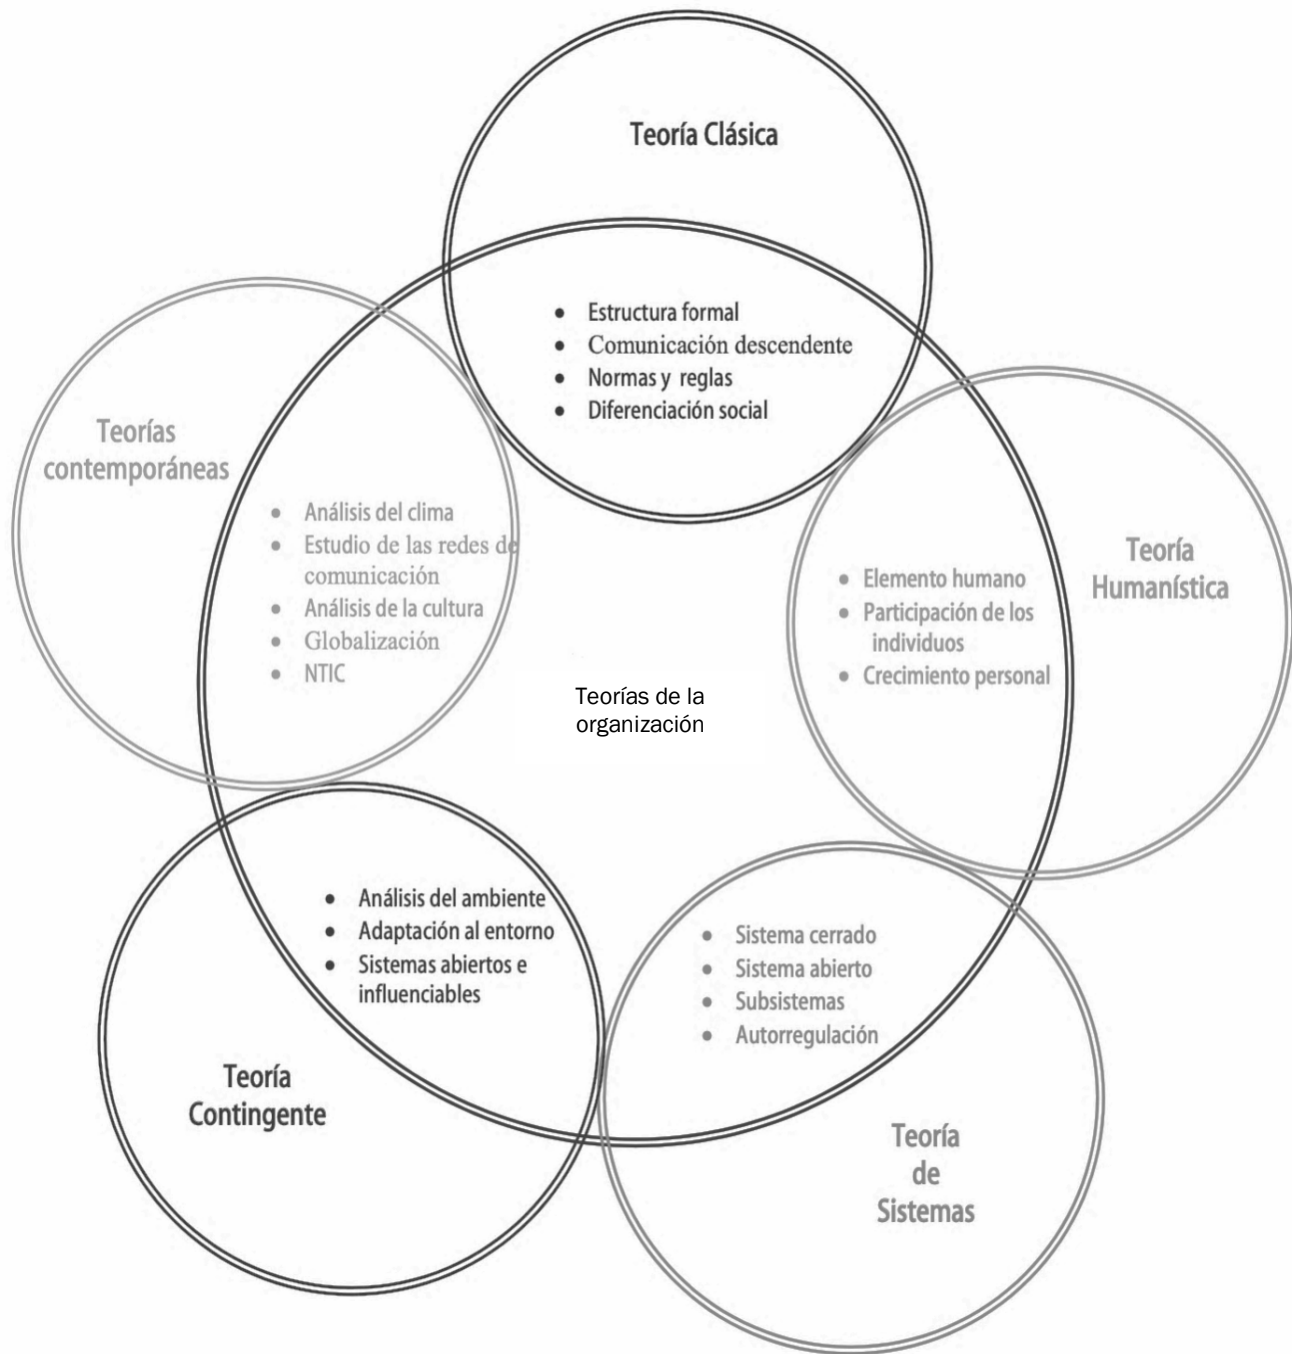 Teoría Clásica
• Estructura formal
• Comunicación descendente
• Normas y reglas
• Diferenciación social
Teorías
contemporáneas
• Análisis del clima
• Estudio de las redes de
comunicación
• Análisis de la cultura
• Globalización
• NTIC
Teoría
Humanística
• Elemento humano
• Participación de los
individuos
• Crecimiento personal
Teorías de la
organización
• Análisis del ambiente
• Adaptación al entorno
• Sistemas abiertos e
influenciables
Teoría
Contingente
• Sistema cerrado
• Sistema abierto
• Subsistemas
• Autorregulación
Teoría
de
Sistemas